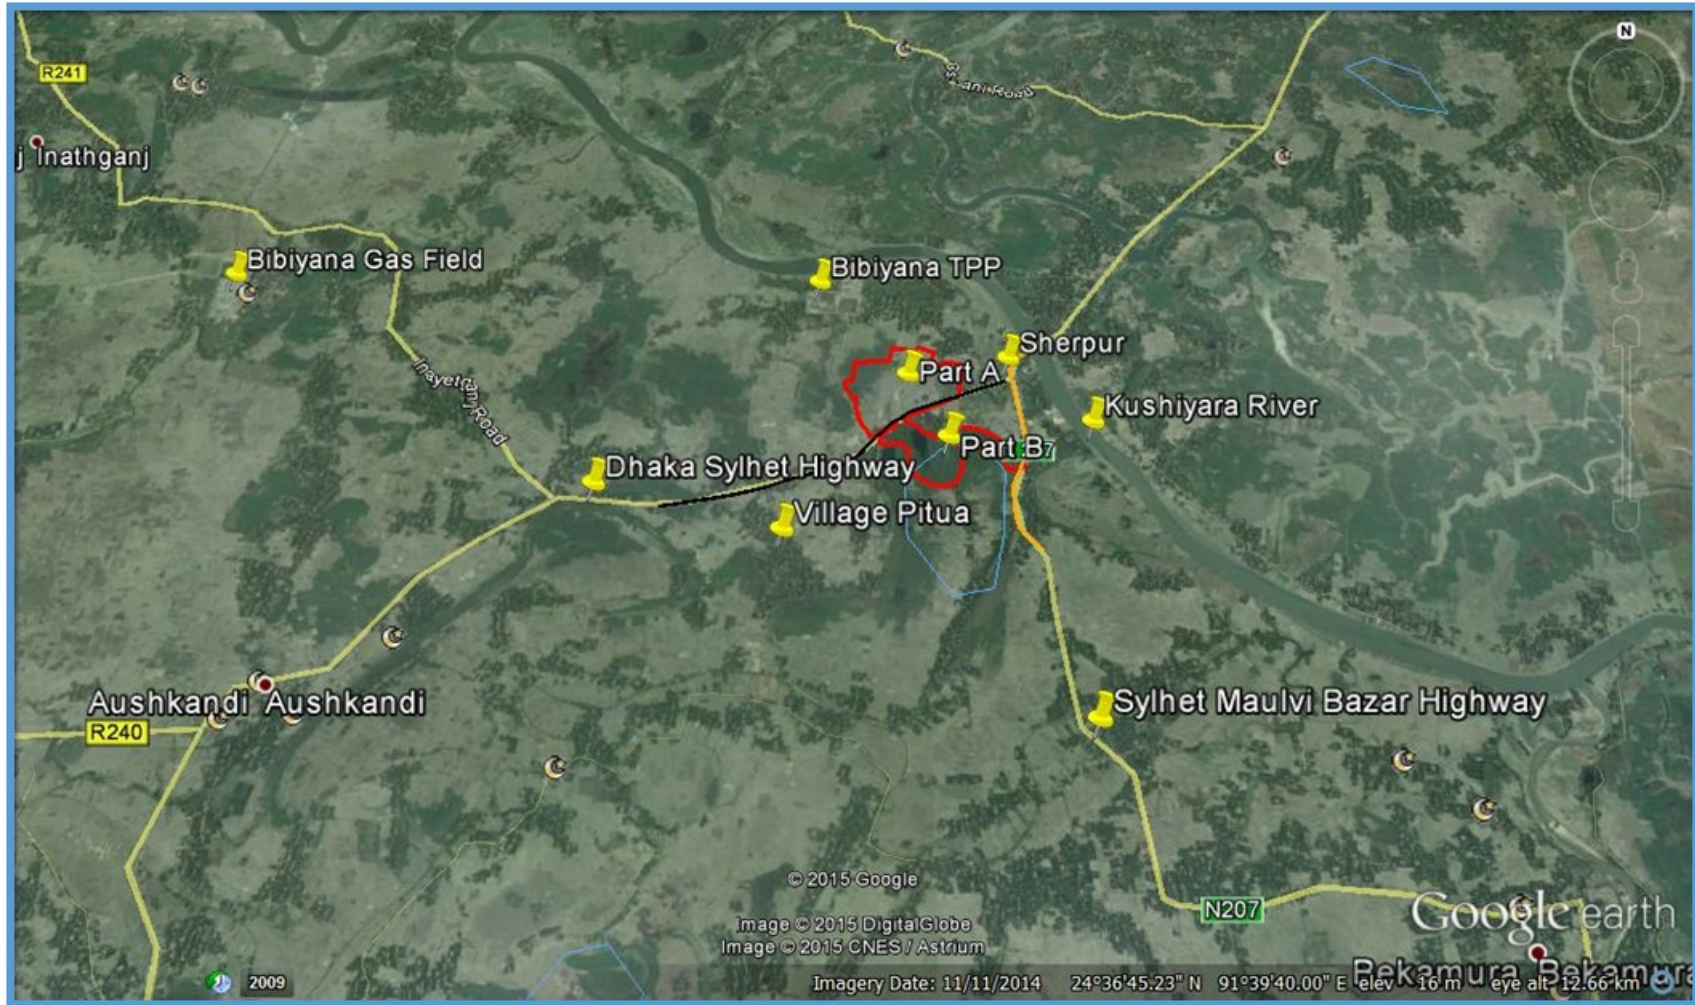 N
R241
ani Road
j Inathganj
Bibiyana Gas Field
Bibiyana TPP
Sherpur
Inayetganj Road
Part A
Kushiyara River
Part B
7
Dhaka Sylhet Highway
Village Pitua
Aushkandi Aushkandi
R240
Sylhet Maulvi Bazar Highway
© 2015 Google
N207
Google earth
Image © 2015 DigitalGlobe
Image © 2015 CNES / Astrium
Bekamura Bekamura
2009
Imagery Date: 11/11/2014 24°36'45.23" N 91°39'40.00" E elev 16 m eye alt 12.66 km